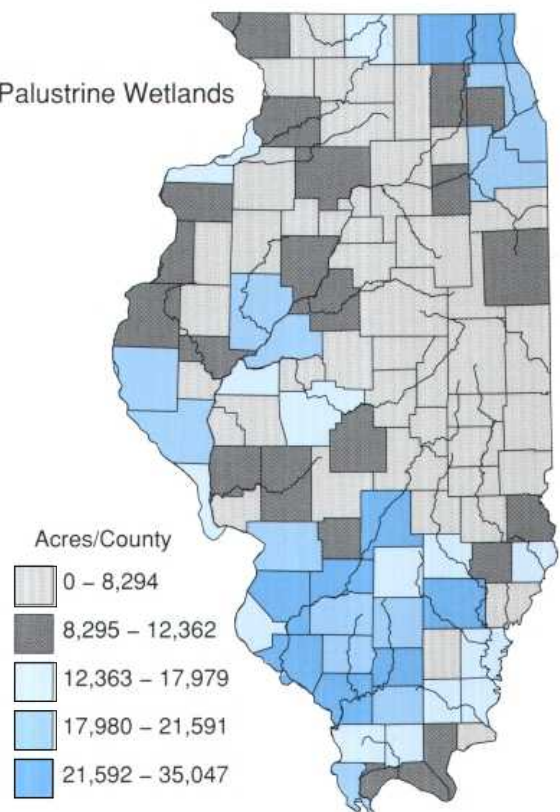 Palustrine Wetlands
Acres/County
0 – 8,294
8,295 – 12,362
12,363 – 17,979
17,980 – 21,591
21,592 – 35,047